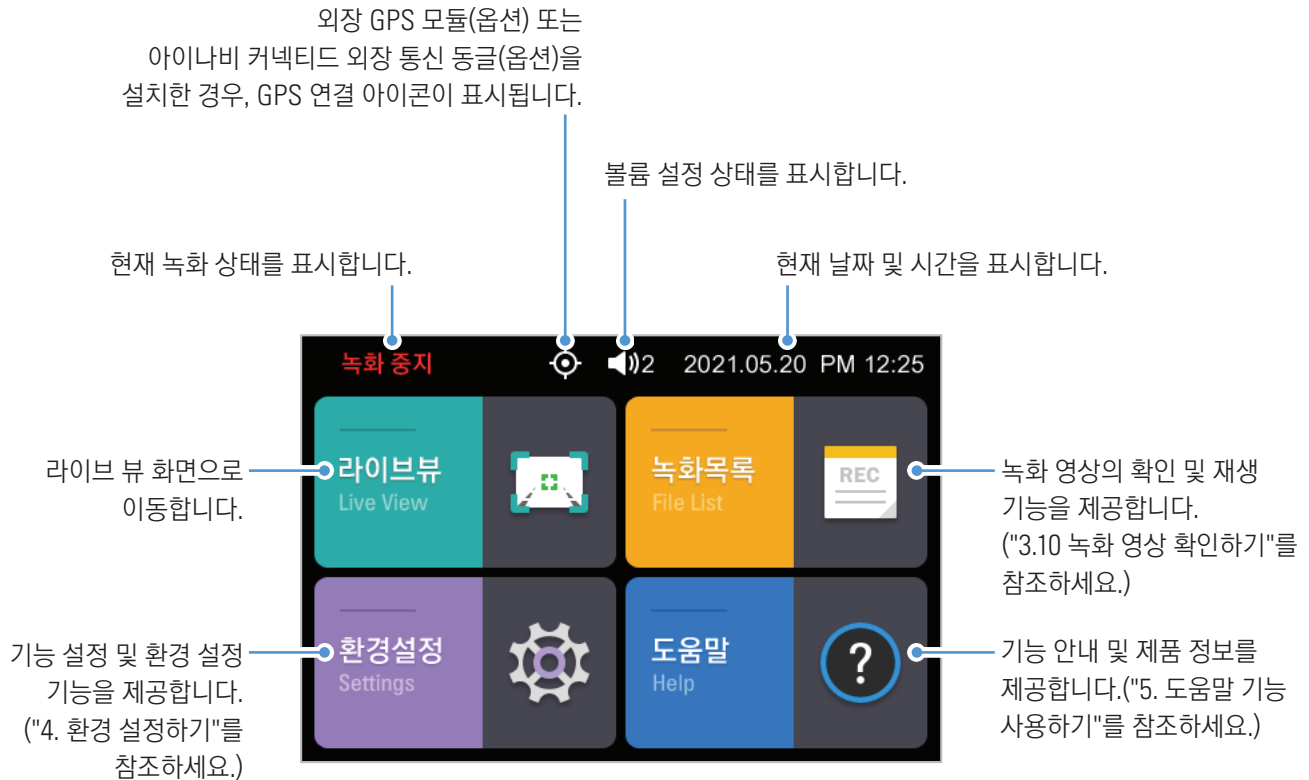 외장 GPS 모듈(옵션) 또는
아이나비 커넥티드 외장 통신 동글(옵션)을
설치한 경우, GPS 연결 아이콘이 표시됩니다.
볼륨 설정 상태를 표시합니다.
현재 녹화 상태를 표시합니다.
현재 날짜 및 시간을 표시합니다.
녹화 중지 2 2021.05.20 PM 12:25
라이브 뷰 화면으로
이동합니다.
라이브뷰
Live View
녹화목록
File List
REC
녹화 영상의 확인 및 재생
기능을 제공합니다.
("3.10 녹화 영상 확인하기"를
참조하세요.)
기능 설정 및 환경 설정
기능을 제공합니다.
("4. 환경 설정하기"를
참조하세요.)
환경설정
Settings
도움말
Help
?
기능 안내 및 제품 정보를
제공합니다.("5. 도움말 기능
사용하기"를 참조하세요.)